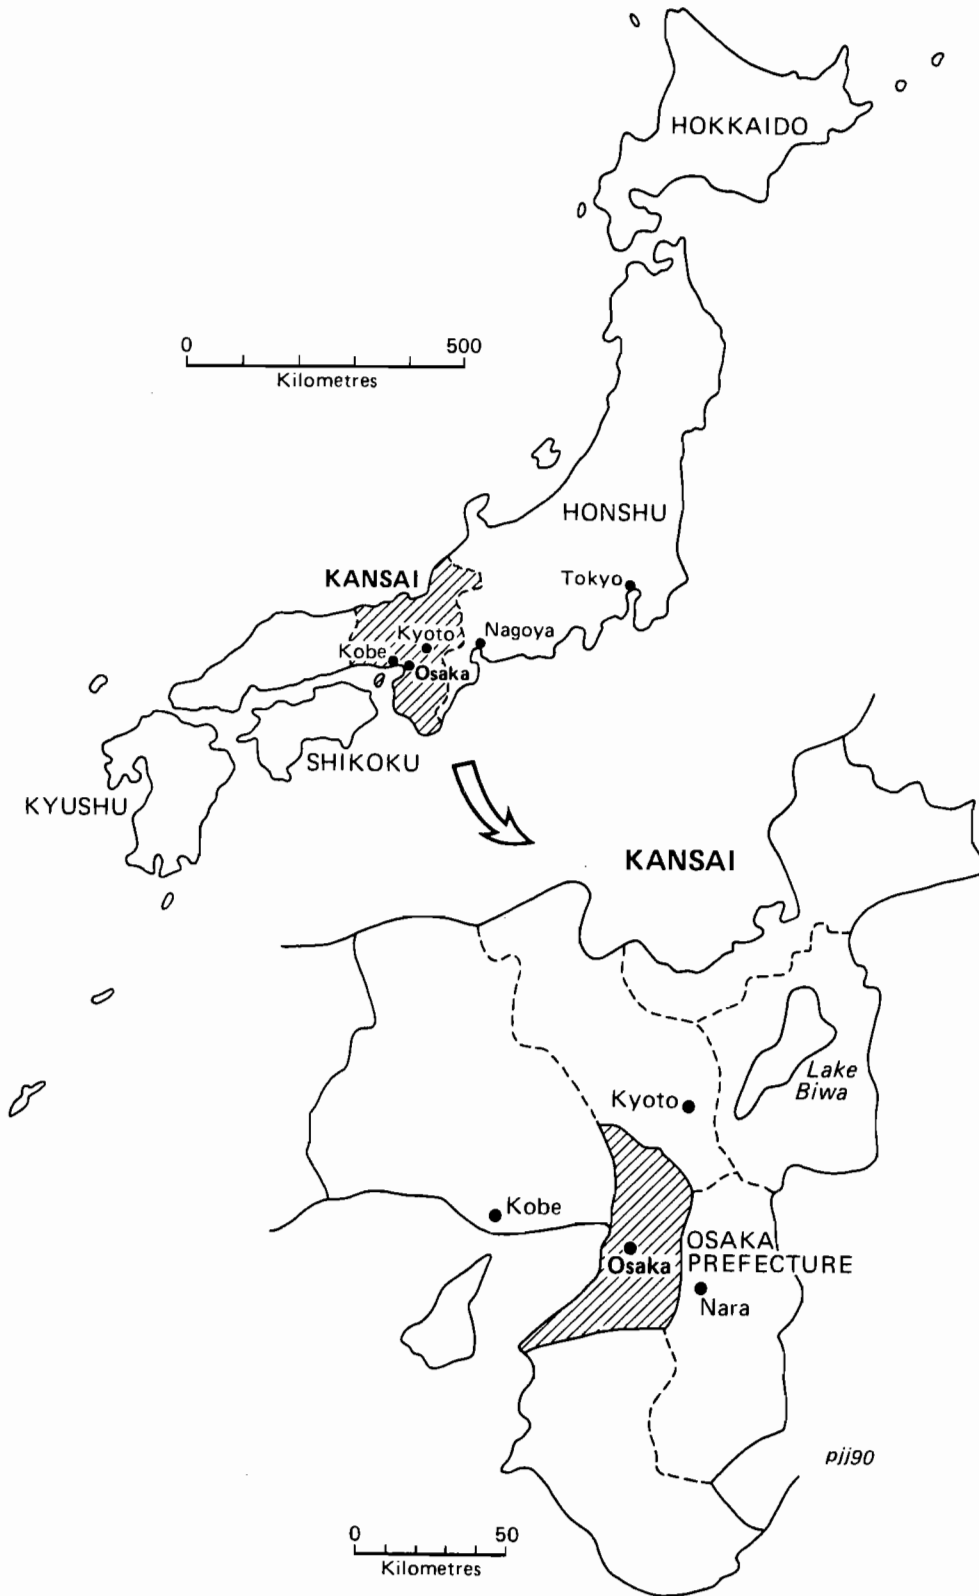 HOKKAIDO
0 500
Kilometres
HONSHU
KANSAI
Tokyo
Nagoya
Kyoto
Kobe
Osaka
SHIKOKU
KYUSHU
KANSAI
Lake
Biwa
Kyoto
Kobe
OSAKA
PREFECTURE
Osaka
Nara
pjj90
0 50
Kilometres